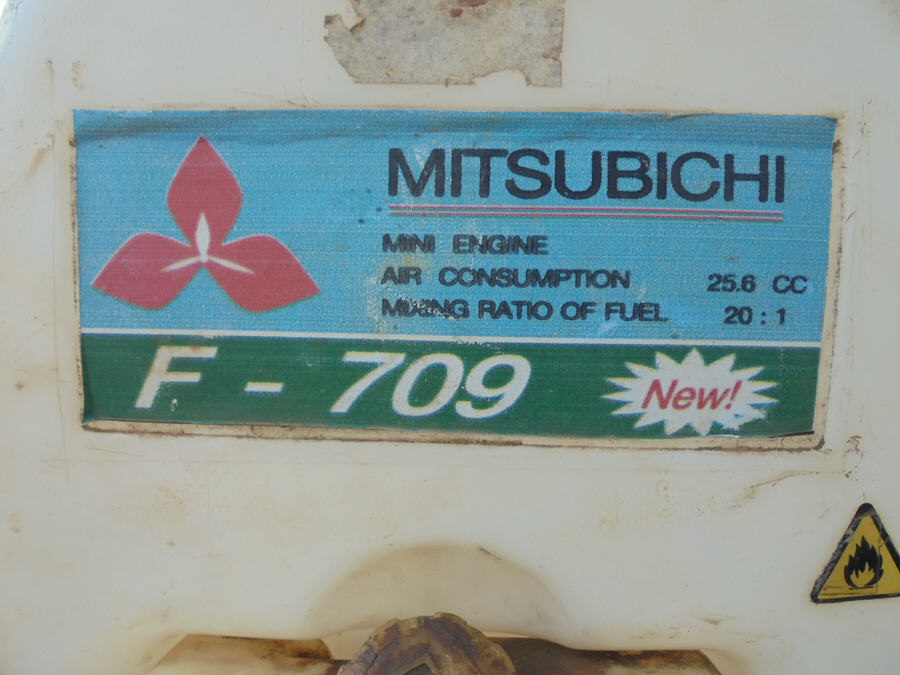 MITSUBICHI
MINI ENGINE
AIR CONSUMPTION 25.6 CC
MIXING RATIO OF FUEL 20 : 1
F - 709 New!